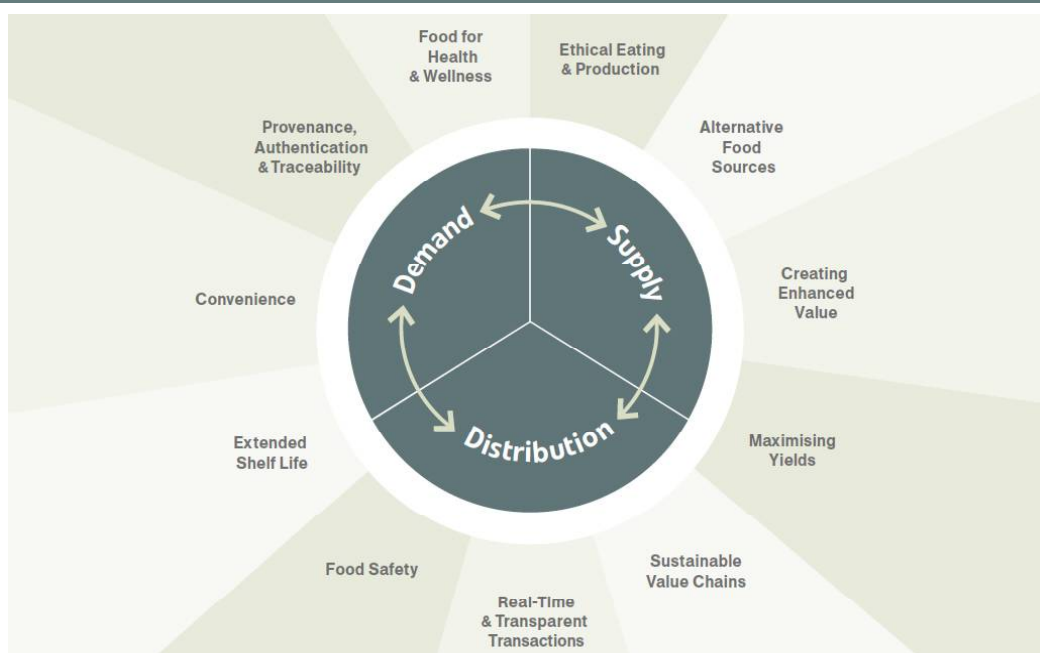 Food for
Health
& Wellness
Ethical Eating
& Production
Alternative
Food
Sources
Creating
Enhanced
Value
Maximising
Yields
Sustainable
Value Chains
Real-Time
& Transparent
Transactions
Food Safety
Extended
Shelf Life
Convenience
Provenance,
Authentication
& Traceability
Demand
Supply
Distribution